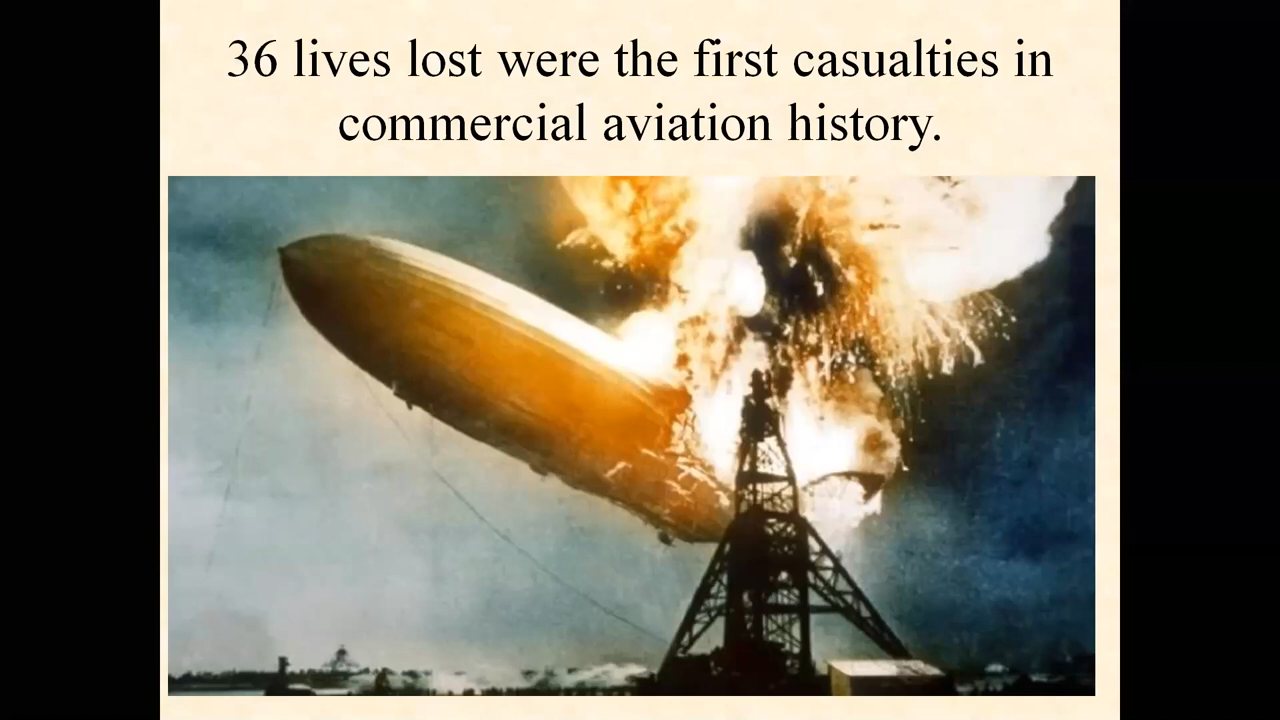 36 lives lost were the first casualties in
commercial aviation history.